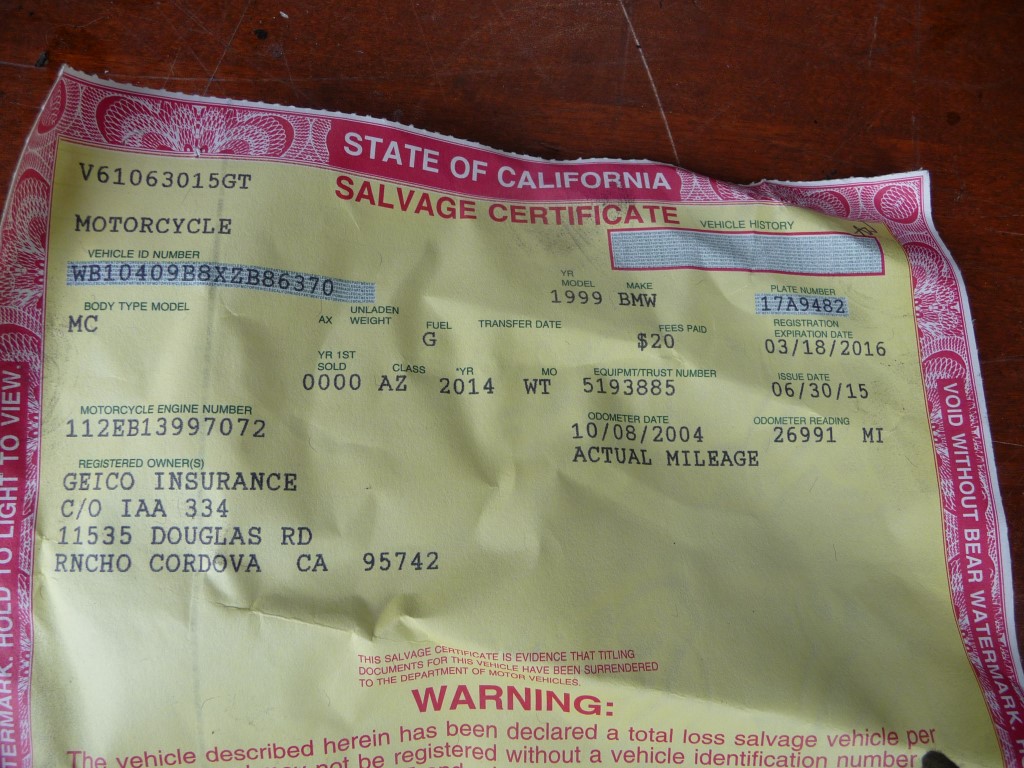 STATE OF CALIFORNIA
SALVAGE CERTIFICATE
V61063015GT
MOTORCYCLE
VEHICLE HISTORY
VEHICLE ID NUMBER
WB10409B8XZB86370
YR MODEL
1999
MAKE
BMW
PLATE NUMBER
17A9482
BODY TYPE MODEL
MC
AX
UNLADEN WEIGHT
FUEL
G
TRANSFER DATE
FEES PAID
$20
REGISTRATION EXPIRATION DATE
03/18/2016
YR 1ST SOLD
0000
CLASS
AZ
*YR
2014
MO
WT
EQUIPMT/TRUST NUMBER
5193885
ISSUE DATE
06/30/15
MOTORCYCLE ENGINE NUMBER
112EB13997072
ODOMETER DATE
10/08/2004
ODOMETER READING
26991 MI
ACTUAL MILEAGE
REGISTERED OWNER(S)
GEICO INSURANCE
C/O IAA 334
11535 DOUGLAS RD
RNCHO CORDOVA CA 95742
THIS SALVAGE CERTIFICATE IS EVIDENCE THAT TITLING
DOCUMENTS FOR THIS VEHICLE HAVE BEEN SURRENDERED
TO THE DEPARTMENT OF MOTOR VEHICLES.
WARNING:
The vehicle described herein has been declared a total loss salvage vehicle per
not be registered without a vehicle identification number
HOLD TO LIGHT TO VIEW.
VOID WITHOUT BEAR WATERMARK.